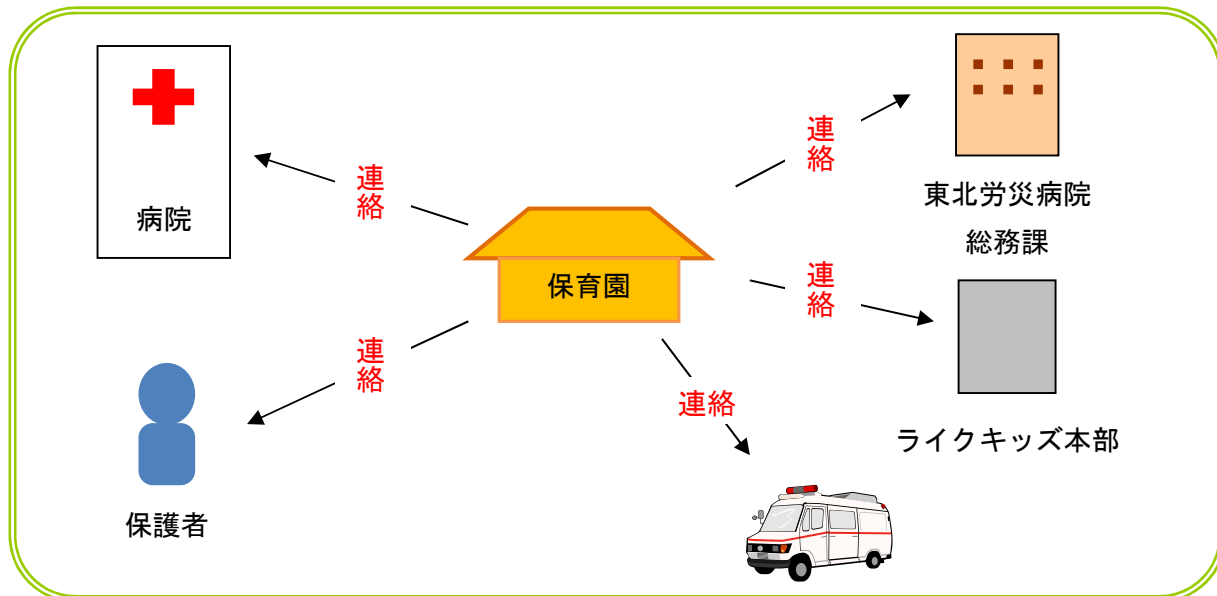 病院
連絡
連絡
東北労災病院
総務課
保育園
連絡
ライクキッズ本部
連絡
保護者
連絡